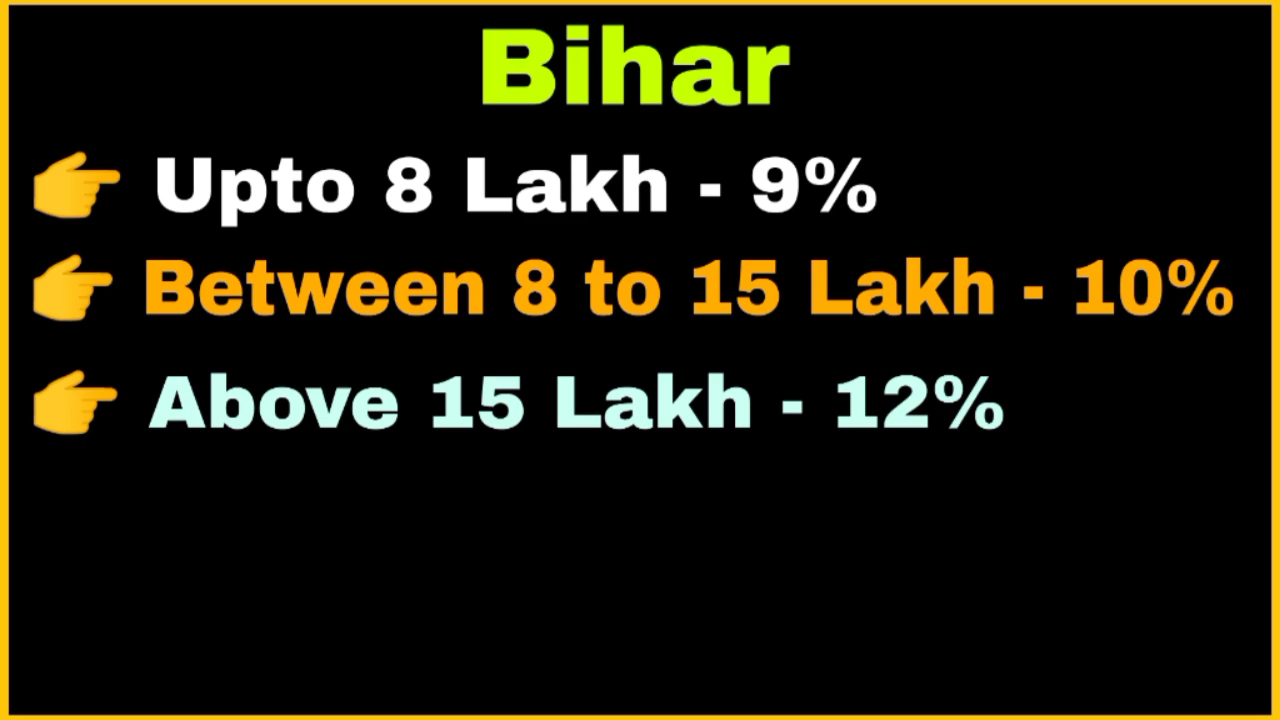 Bihar
👉 Upto 8 Lakh - 9%
👉 Between 8 to 15 Lakh - 10%
👉 Above 15 Lakh - 12%